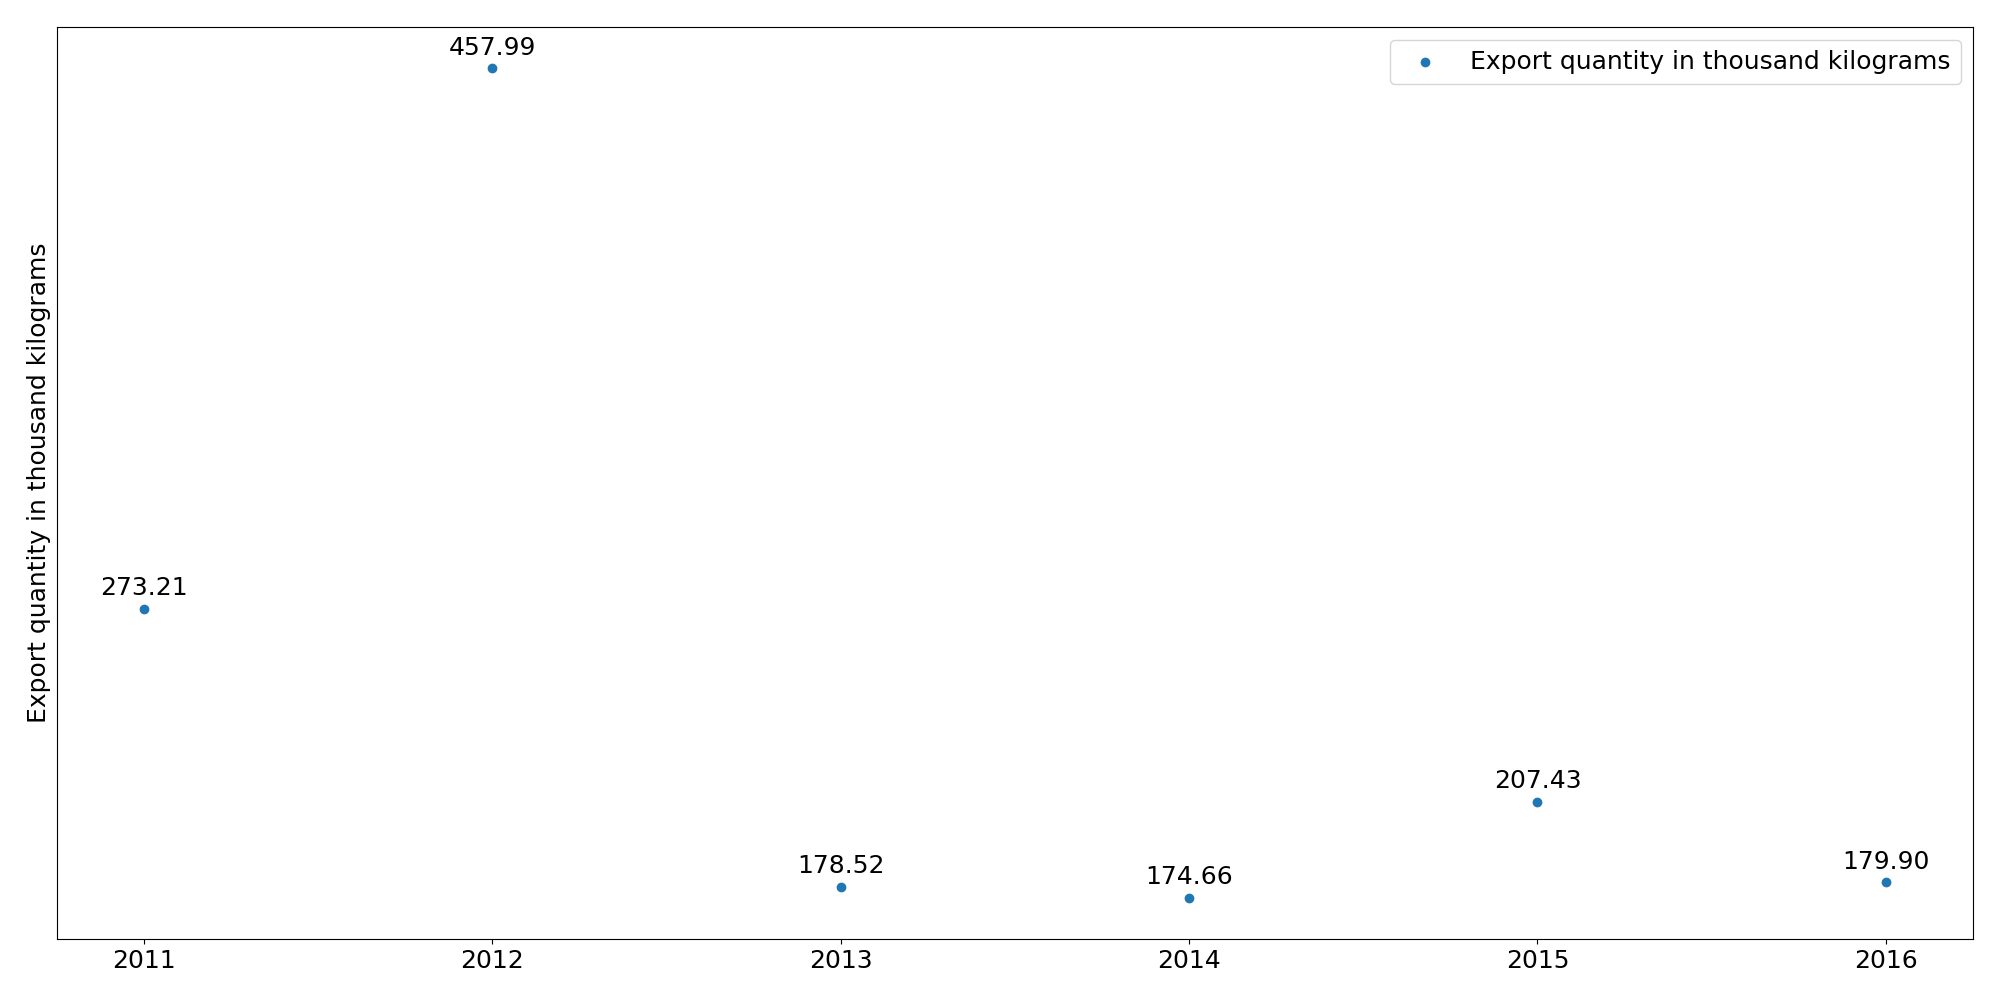 Export quantity in thousand kilograms
Export quantity in thousand kilograms
457.99
273.21
207.43
178.52
174.66
179.90
2011 2012 2013 2014 2015 2016